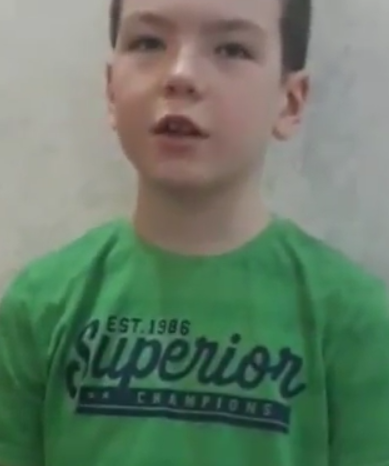 EST. 1986
Superior
CHAMPIONS